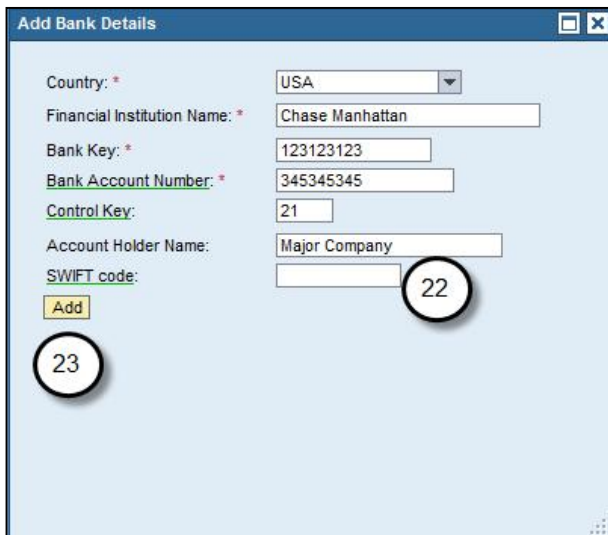 Add Bank Details
Country: * USA
Financial Institution Name: * Chase Manhattan
Bank Key: * 123123123
Bank Account Number: * 345345345
Control Key: 21
Account Holder Name: Major Company
SWIFT code:
22
Add
23